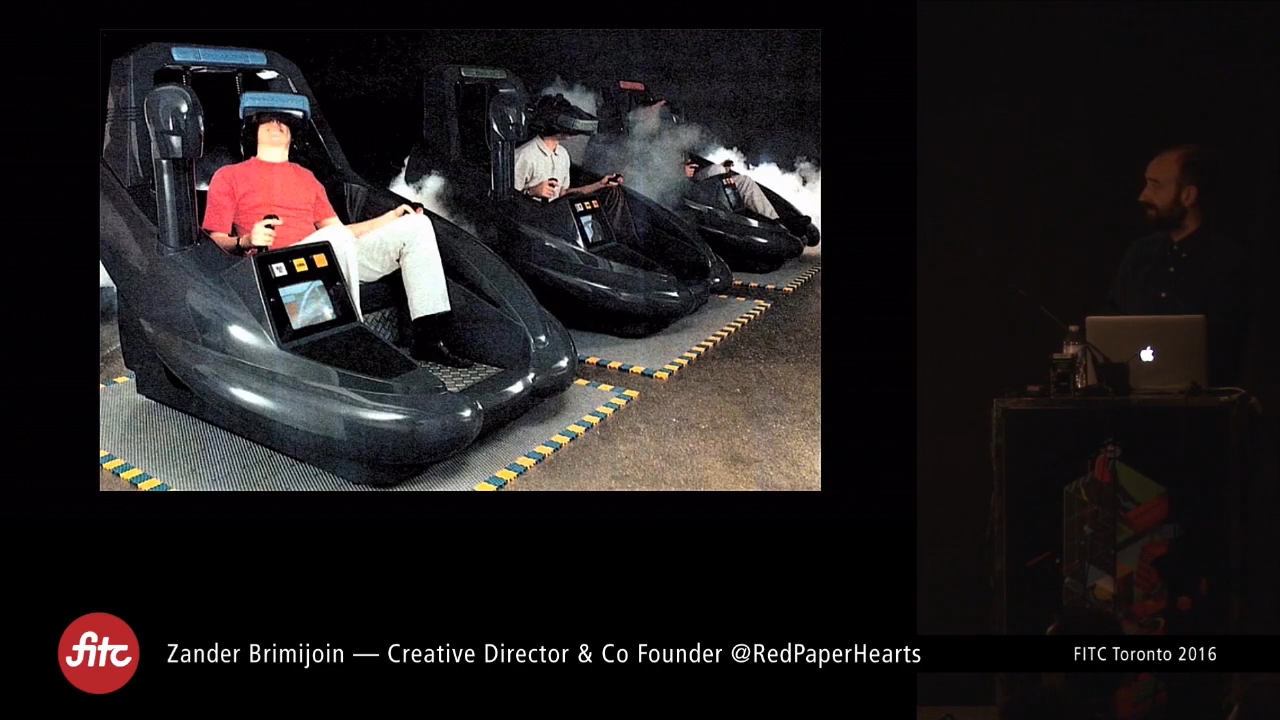 fitc
Zander Brimijoin — Creative Director & Co Founder @RedPaperHearts
FITC Toronto 2016